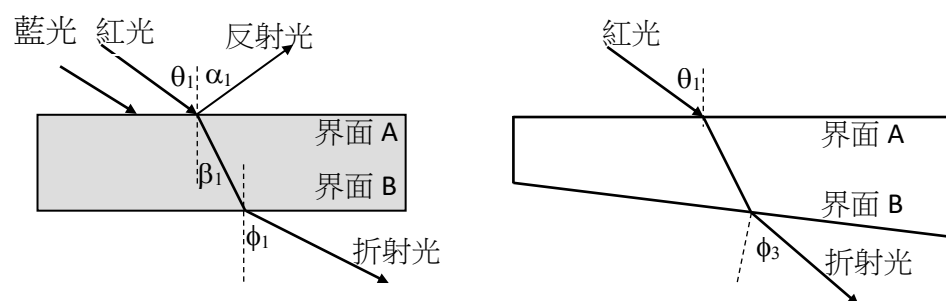 藍光 紅光 反射光
θ1 α1
界面 A
β1 界面 B
ϕ1
折射光
紅光
θ1
界面 A
界面 B
ϕ3
折射光